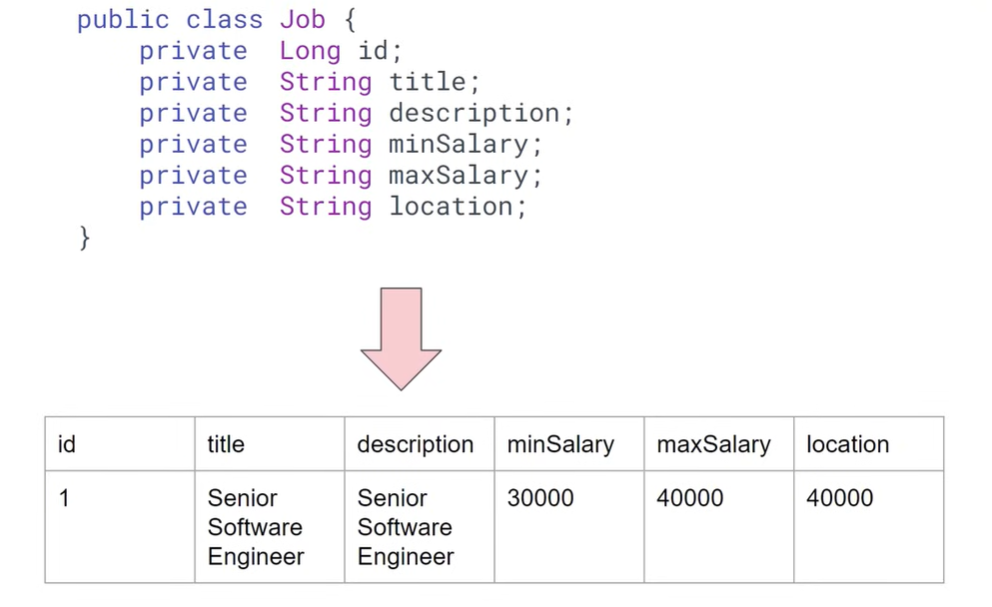 public class Job {
private Long id;
private String title;
private String description;
private String minSalary;
private String maxSalary;
private String location;
}
id title description minSalary maxSalary location
1 Senior Software Engineer Senior Software Engineer 30000 40000 40000